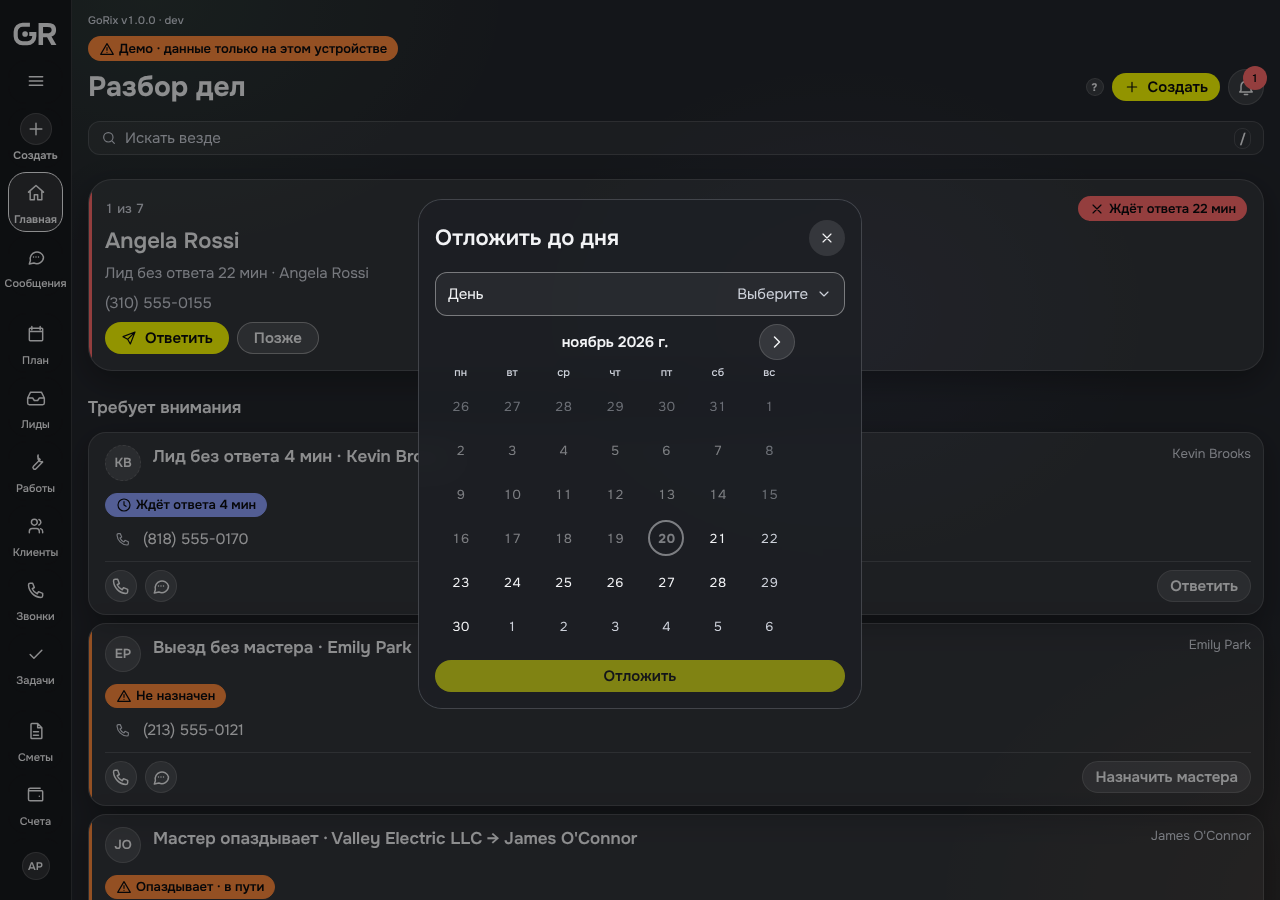 GR
GoRix v1.0.0 · dev
Демо · данные только на этом устройстве
Разбор дел
?
Создать
1
Искать везде
/
Создать
Главная
Сообщения
План
Лиды
Работы
Клиенты
Звонки
Задачи
Сметы
Счета
AP
1 из 7
Ждёт ответа 22 мин
Angela Rossi
Лид без ответа 22 мин · Angela Rossi
(310) 555-0155
Ответить
Позже
Требует внимания
KB
Лид без ответа 4 мин · Kevin Bro
Kevin Brooks
Ждёт ответа 4 мин
(818) 555-0170
Ответить
EP
Выезд без мастера · Emily Park
Emily Park
Не назначен
(213) 555-0121
Назначить мастера
JO
Мастер опаздывает · Valley Electric LLC → James O'Connor
James O'Connor
Опаздывает · в пути
Отложить до дня
День
Выберите
ноябрь 2026 г.
пн вт ср чт пт сб вс
26 27 28 29 30 31 1
2 3 4 5 6 7 8
9 10 11 12 13 14 15
16 17 18 19 20 21 22
23 24 25 26 27 28 29
30 1 2 3 4 5 6
Отложить